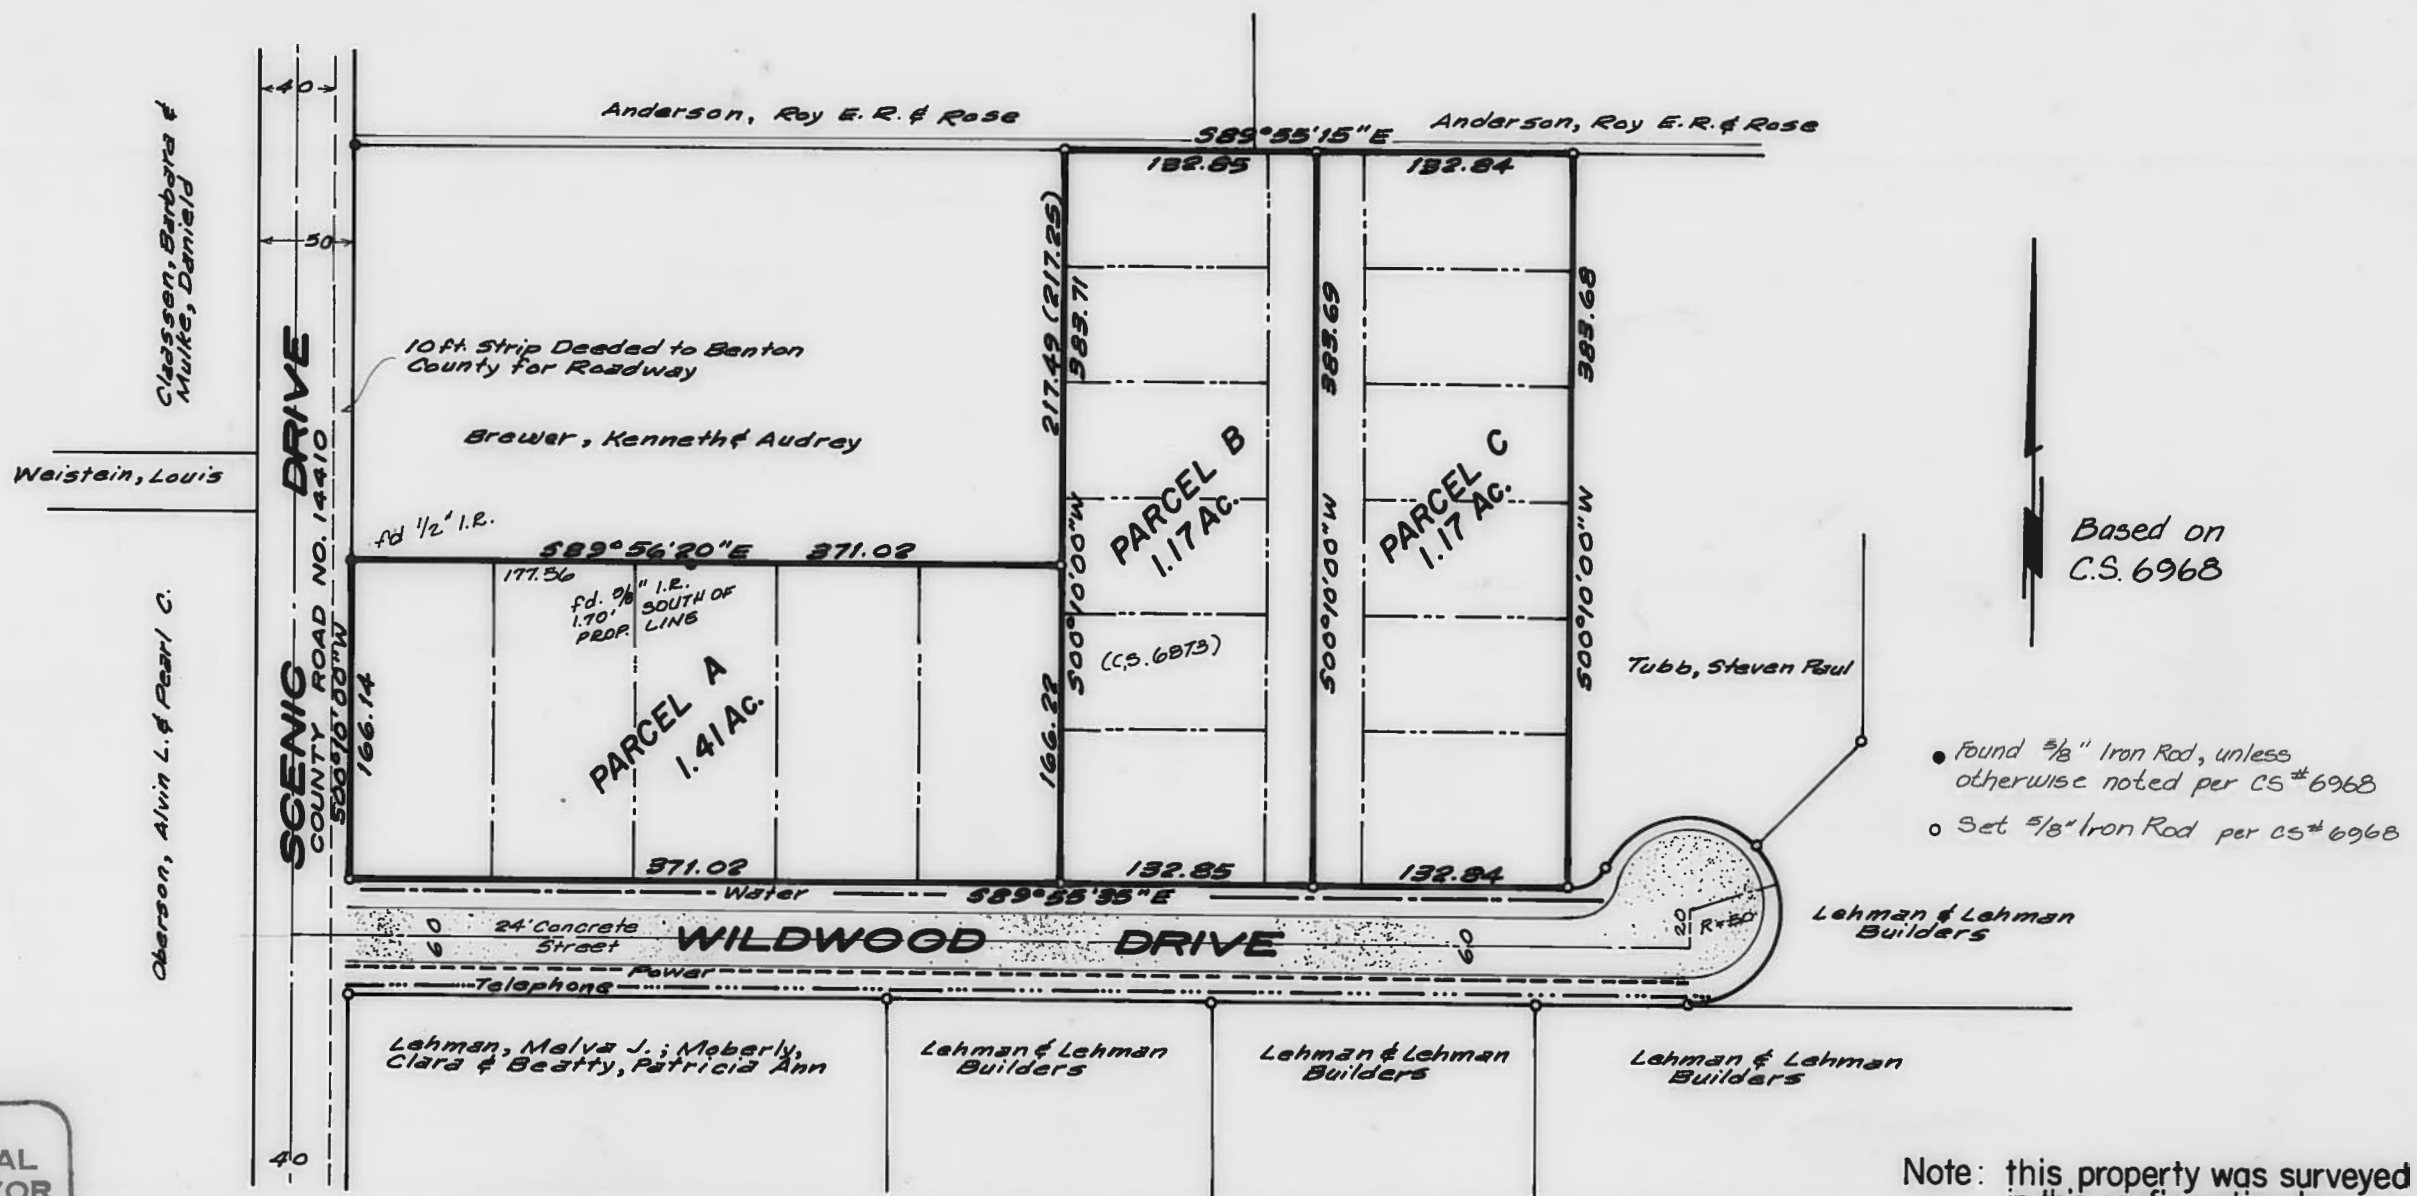 40
Anderson, Roy E.R. & Rose
S89°55'15"E
Anderson, Roy E.R. & Rose
132.85
132.84
Claassen, Barbara &
Mulke, Danield
50
217.49 (217.25)
383.71
383.69
383.68
10 ft. Strip Deeded to Benton
County for Roadway
Brewer, Kenneth & Audrey
Weistein, Louis
SCENIC DRIVE
COUNTY ROAD NO. 14410
S00°10'00"W
166.14
fd 1/2" I.R.
S89°56'20"E 371.02
177.56
fd. 5/8" I.R.
1.70' SOUTH OF
PROP. LINE
PARCEL A
1.41 Ac.
PARCEL B
1.17 Ac.
PARCEL C
1.17 Ac.
S00°10'00"W
S00°10'00"W
S00°10'00"W
166.22
(C.S. 6873)
Based on
C.S. 6968
Tubb, Steven Paul
Oberson, Alvin L. & Pearl C.
Found 5/8" Iron Rod, unless
otherwise noted per CS#6968
Set 5/8" Iron Rod per CS#6968
371.02
132.85
132.84
Water
S89°55'35"E
60
24' Concrete
Street
WILDWOOD DRIVE
60
20
R=50'
Lehman & Lehman
Builders
Power
Telephone
Lehman, Melva J.; Moberly,
Clara & Beatty, Patricia Ann
Lehman & Lehman
Builders
Lehman & Lehman
Builders
Lehman & Lehman
Builders
40
Note: this property was surveyed